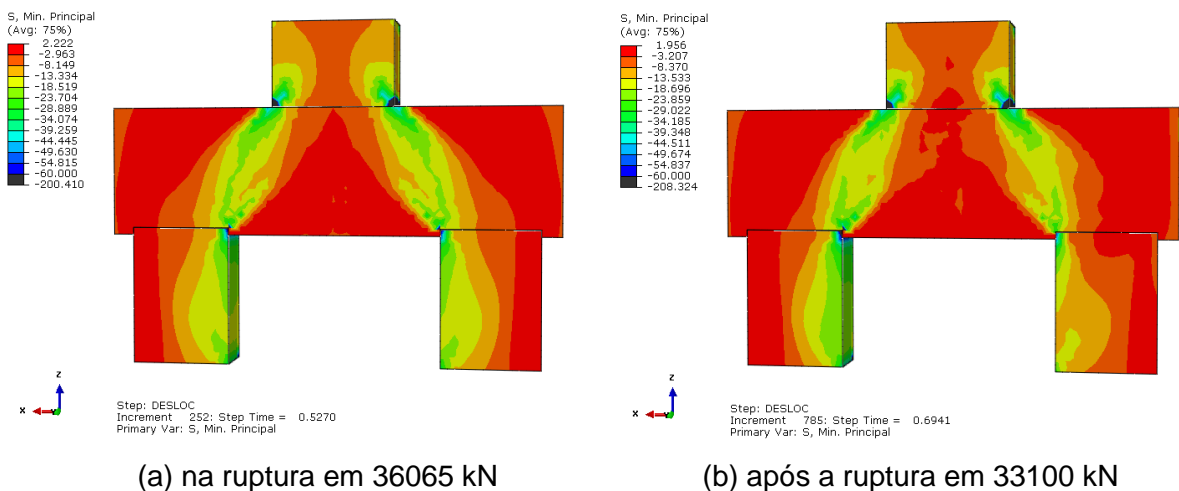 S, Min. Principal
(Avg: 75%)
2.222
-2.963
-8.149
-13.334
-18.519
-23.704
-28.889
-34.074
-39.259
-44.445
-49.630
-54.815
-60.000
-200.410
z
x
Step: DESLOC
Increment 252: Step Time = 0.5270
Primary Var: S, Min. Principal
(a) na ruptura em 36065 kN
S, Min. Principal
(Avg: 75%)
1.956
-3.207
-8.370
-13.533
-18.696
-23.859
-29.022
-34.185
-39.348
-44.511
-49.674
-54.837
-60.000
-208.324
z
x
Step: DESLOC
Increment 785: Step Time = 0.6941
Primary Var: S, Min. Principal
(b) após a ruptura em 33100 kN